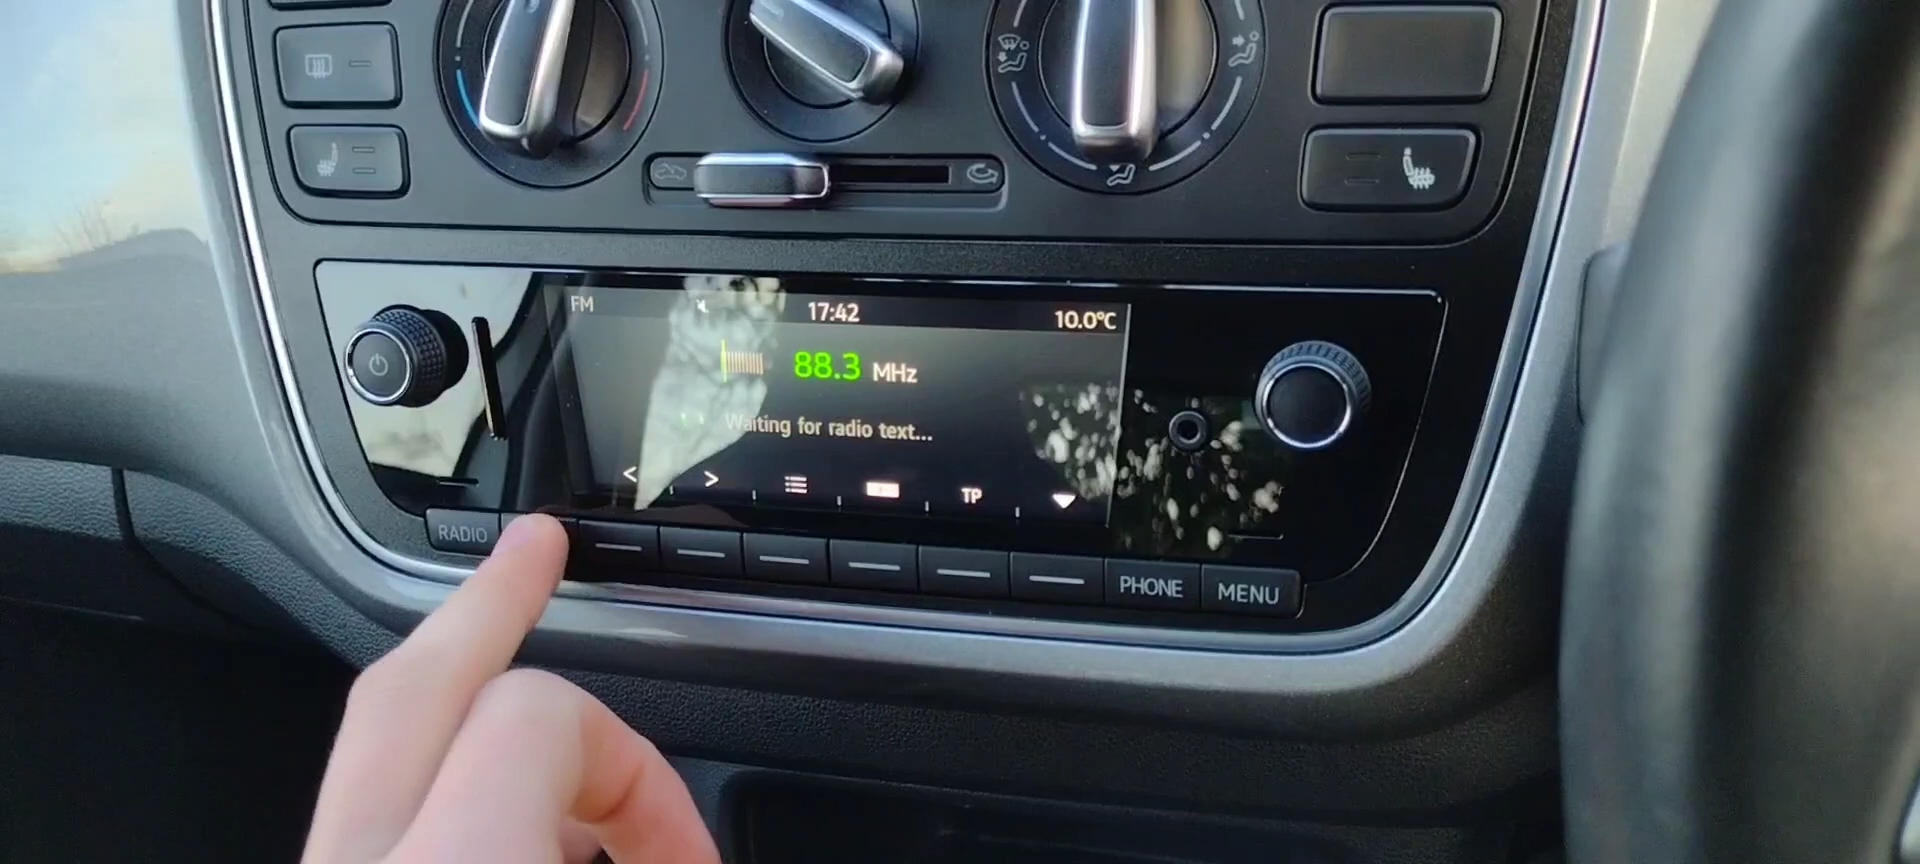 FM 17:42 10.0°C
88.3 MHz
Waiting for radio text...
< > TP
RADIO PHONE MENU